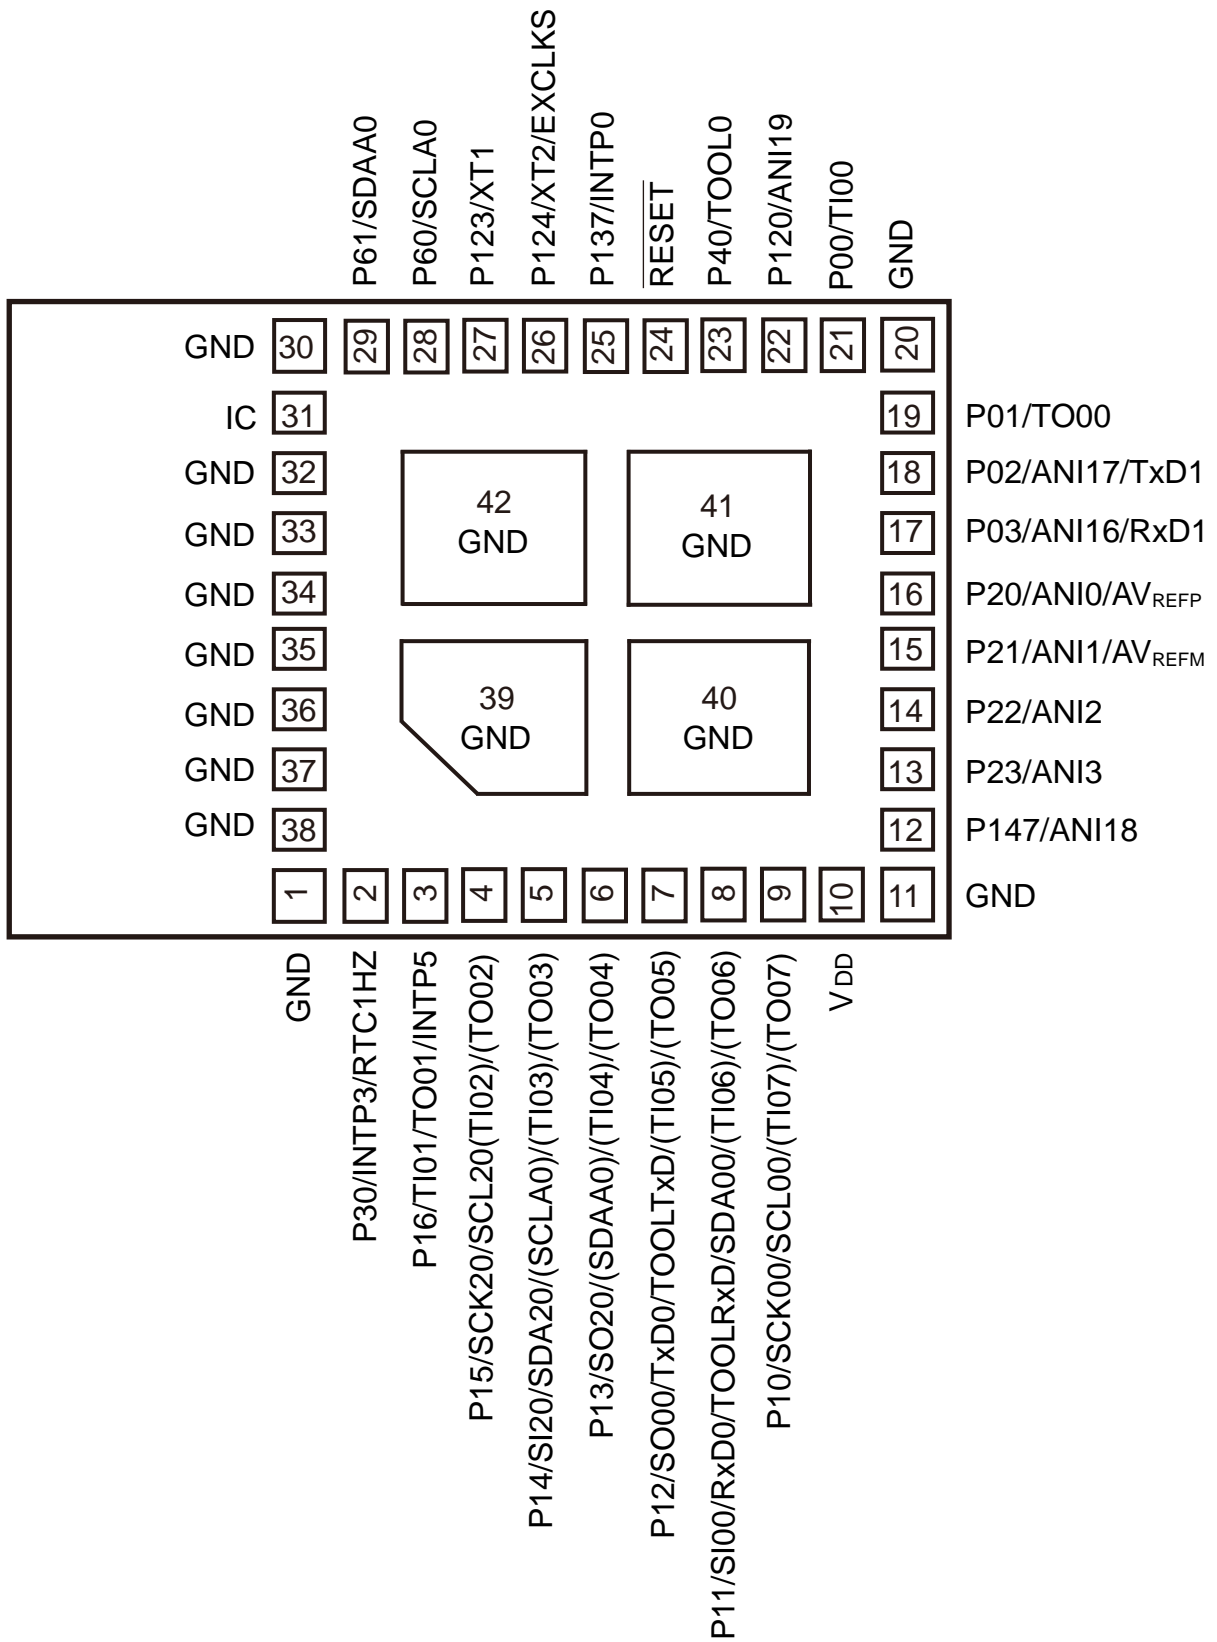 P61/SDAA0
P60/SCLA0
P123/XT1
P124/XT2/EXCLKS
P137/INTP0
RESET
P40/TOOL0
P120/ANI19
P00/TI00
GND
GND 30 29 28 27 26 25 24 23 22 21 20
IC 31 19 P01/TO00
GND 32 18 P02/ANI17/TxD1
42 41
GND 33 GND GND 17 P03/ANI16/RxD1
GND 34 16 P20/ANI0/AVREFP
GND 35 15 P21/ANI1/AVREFM
39 40
GND 36 GND GND 14 P22/ANI2
GND 37 13 P23/ANI3
GND 38 12 P147/ANI18
1 2 3 4 5 6 7 8 9 10 11 GND
GND
P30/INTP3/RTC1HZ
P16/TI01/TO01/INTP5
P15/SCK20/SCL20(TI02)/(TO02)
P14/SI20/SDA20/(SCLA0)/(TI03)/(TO03)
P13/SO20/(SDAA0)/(TI04)/(TO04)
P12/SO00/TxD0/TOOLTxD/(TI05)/(TO05)
P11/SI00/RxD0/TOOLRxD/SDA00/(TI06)/(TO06)
P10/SCK00/SCL00/(TI07)/(TO07)
VDD